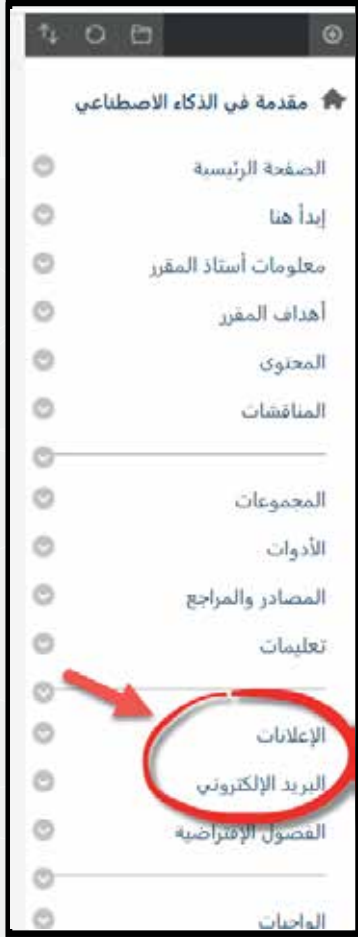 مقدمة في الذكاء الاصطناعي
الصفحة الرئيسية
إبدأ هنا
معلومات أستاذ المقرر
أهداف المقرر
المحتوى
المناقشات
المجموعات
الأدوات
المصادر والمراجع
تعليمات
الإعلانات
البريد الإلكتروني
الفصول الإفتراضية
الواجبات